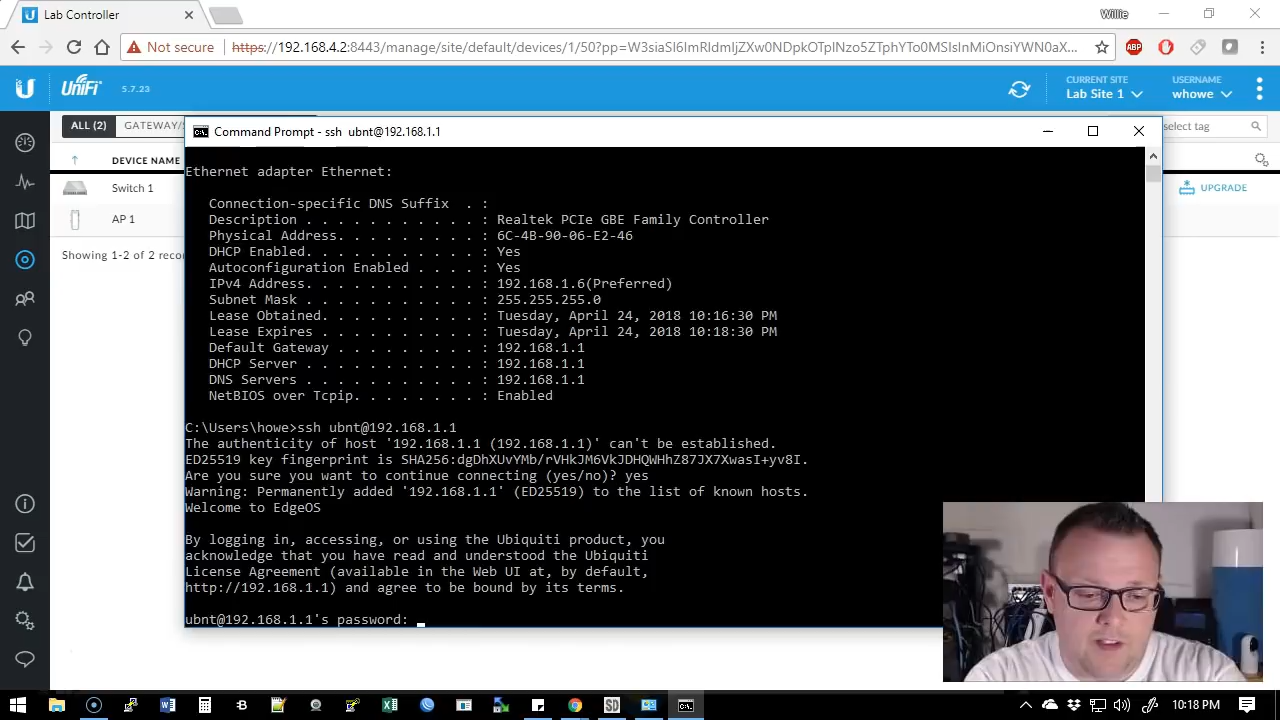 Lab Controller
Willie
Not secure
https://192.168.4.2:8443/manage/site/default/devices/1/50?pp=
ABP
U UniFi 5.7.23
CURRENT SITE
Lab Site 1
USERNAME
whowe
ALL (2)
GATEWAY/
select tag
DEVICE NAME
Switch 1
UPGRADE
AP 1
Showing 1-2 of 2 reco
Command Prompt - ssh ubnt@192.168.1.1
Ethernet adapter Ethernet:
Connection-specific DNS Suffix . :
Description . . . . . . . . . . . : Realtek PCIe GBE Family Controller
Physical Address. . . . . . . . . : 6C-4B-90-06-E2-46
DHCP Enabled. . . . . . . . . . . : Yes
Autoconfiguration Enabled . . . . : Yes
IPv4 Address. . . . . . . . . . . : 192.168.1.6(Preferred)
Subnet Mask . . . . . . . . . . . : 255.255.255.0
Lease Obtained. . . . . . . . . . : Tuesday, April 24, 2018 10:16:30 PM
Lease Expires . . . . . . . . . . : Tuesday, April 24, 2018 10:18:30 PM
Default Gateway . . . . . . . . . : 192.168.1.1
DHCP Server . . . . . . . . . . . : 192.168.1.1
DNS Servers . . . . . . . . . . . : 192.168.1.1
NetBIOS over Tcpip. . . . . . . . : Enabled
C:\Users\howe>ssh ubnt@192.168.1.1
The authenticity of host '192.168.1.1 (192.168.1.1)' can't be established.
ED25519 key fingerprint is SHA256:dgDhXUvYMb/rVHkJM6VkJDHQWHhZ87JX7XwasI+yv8I.
Are you sure you want to continue connecting (yes/no)? yes
Warning: Permanently added '192.168.1.1' (ED25519) to the list of known hosts.
Welcome to EdgeOS
By logging in, accessing, or using the Ubiquiti product, you
acknowledge that you have read and understood the Ubiquiti
License Agreement (available in the Web UI at, by default,
http://192.168.1.1) and agree to be bound by its terms.
ubnt@192.168.1.1's password:
10:18 PM